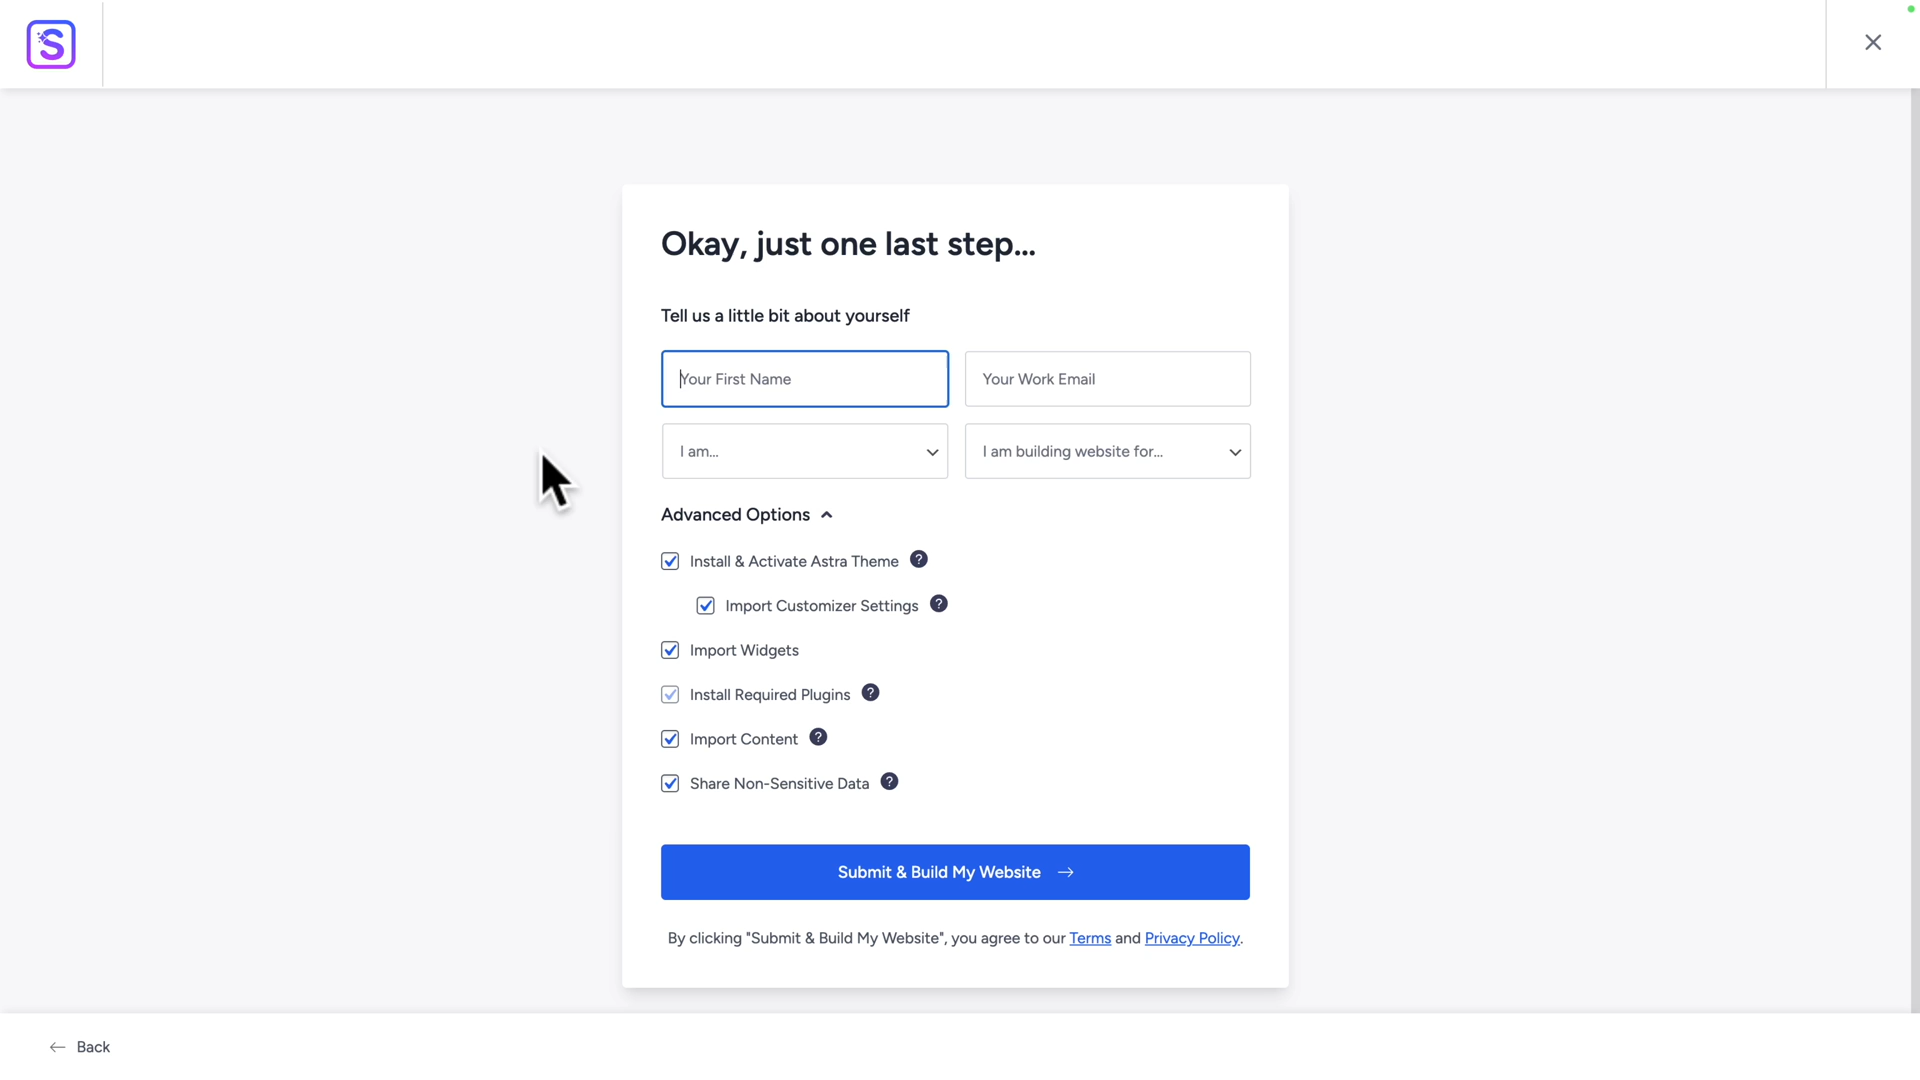 S
Okay, just one last step...
Tell us a little bit about yourself
Your First Name
Your Work Email
I am...
I am building website for...
Advanced Options
Install & Activate Astra Theme ?
Import Customizer Settings ?
Import Widgets
Install Required Plugins ?
Import Content ?
Share Non-Sensitive Data ?
Submit & Build My Website →
By clicking "Submit & Build My Website", you agree to our Terms and Privacy Policy.
← Back